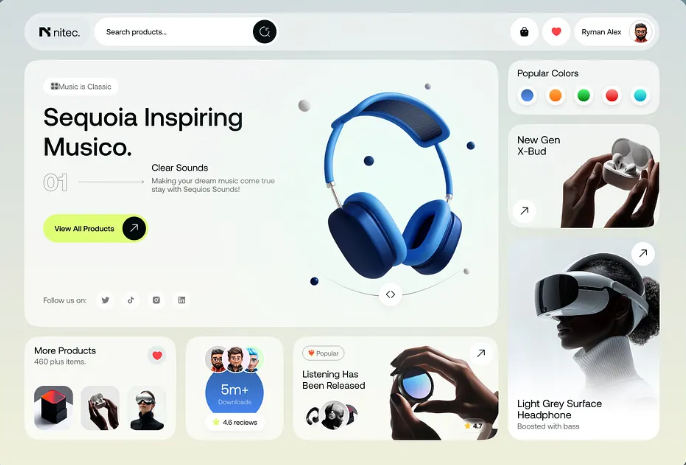 nitec.
Search products...
Ryman Alex
Music is Classic
Sequoia Inspiring
Musico.
01
Clear Sounds
Making your dream music come true
stay with Sequios Sounds!
View All Products
Follow us on:
Popular Colors
New Gen
X-Bud
Light Grey Surface
Headphone
Boosted with bass
More Products
460 plus items.
5m+
Downloads
4.6 reciews
Popular
Listening Has
Been Released
4.7